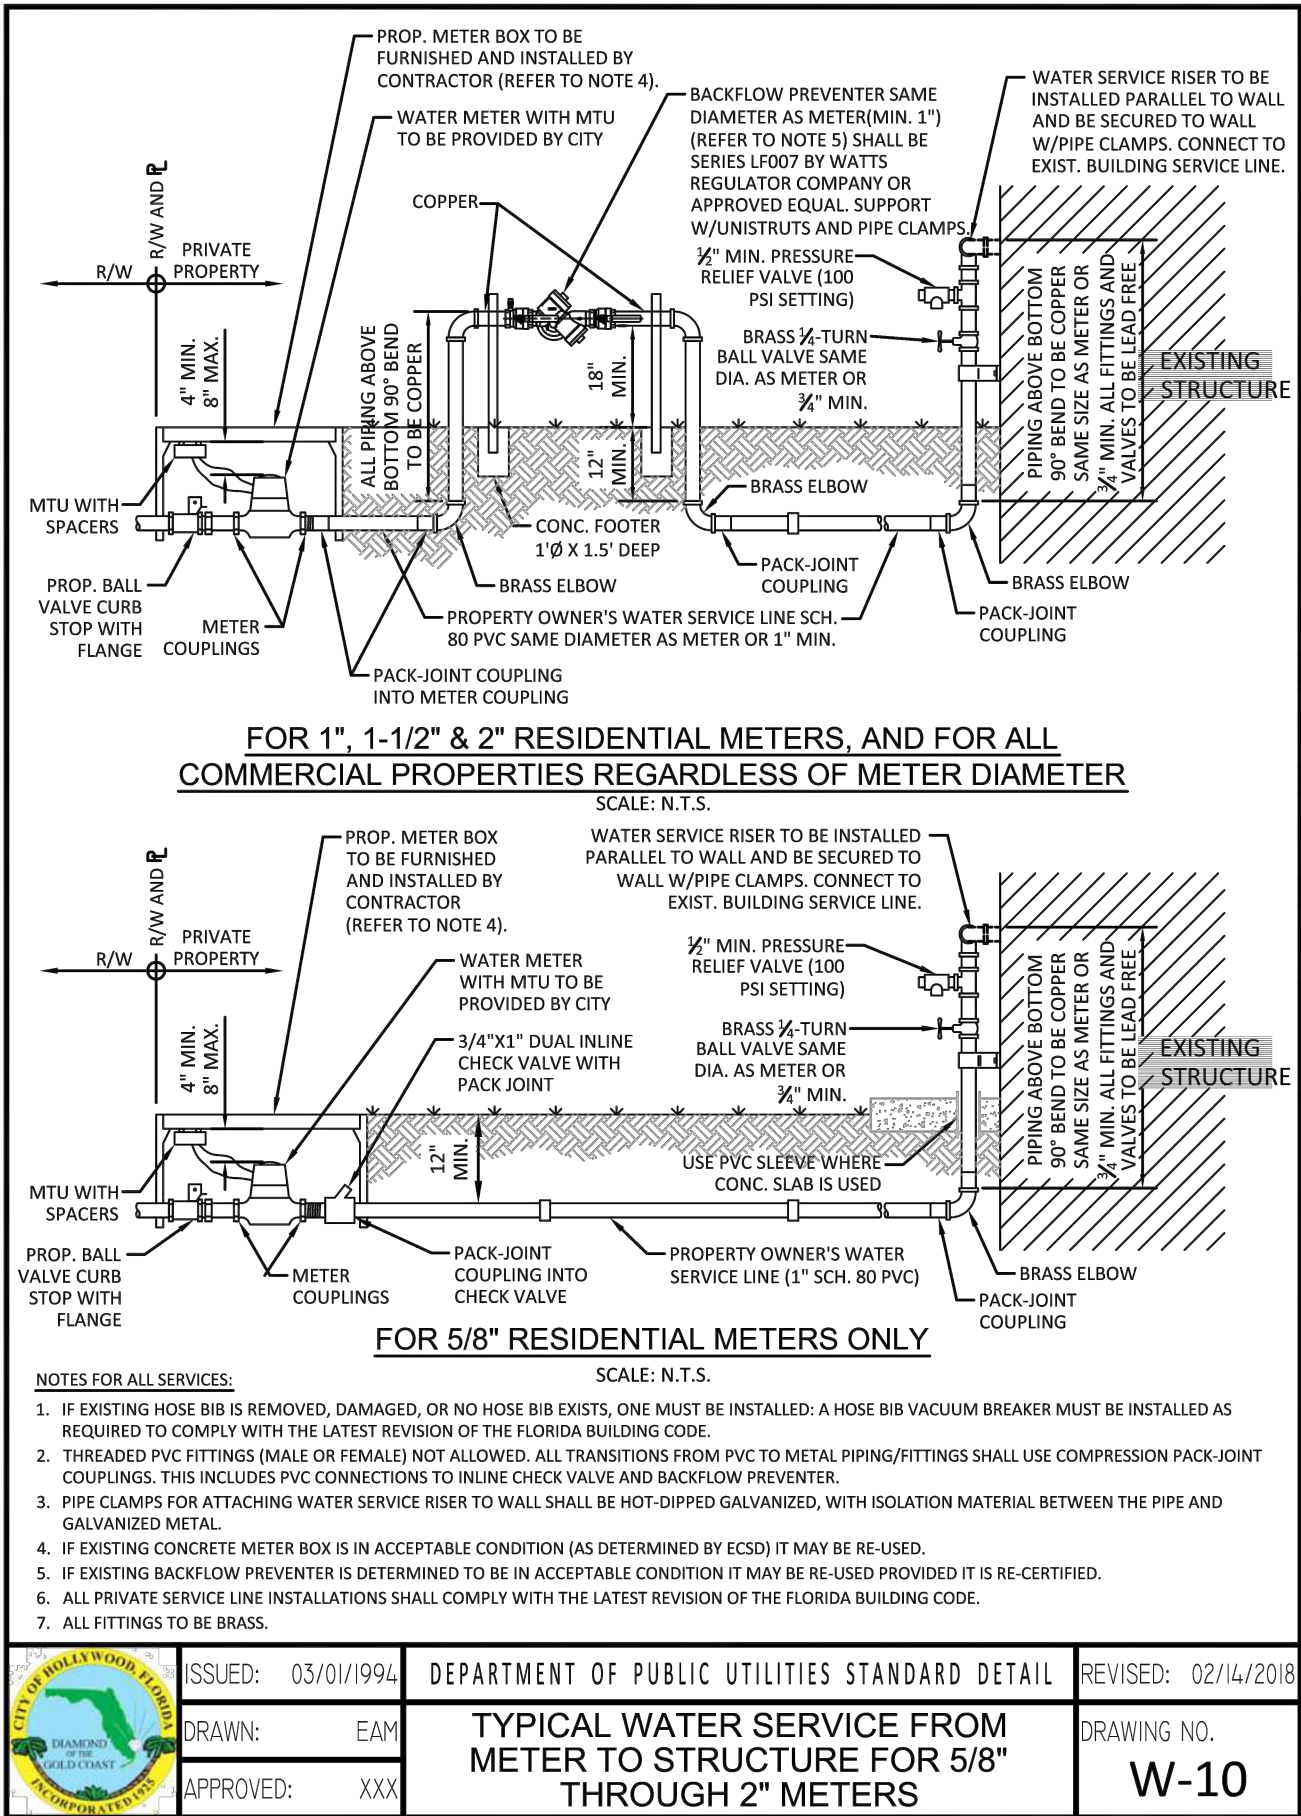 PROP. METER BOX TO BE
FURNISHED AND INSTALLED BY
CONTRACTOR (REFER TO NOTE 4).
WATER METER WITH MTU
TO BE PROVIDED BY CITY
COPPER
BACKFLOW PREVENTER SAME
DIAMETER AS METER(MIN. 1")
(REFER TO NOTE 5) SHALL BE
SERIES LF007 BY WATTS
REGULATOR COMPANY OR
APPROVED EQUAL. SUPPORT
W/UNISTRUTS AND PIPE CLAMPS.
WATER SERVICE RISER TO BE
INSTALLED PARALLEL TO WALL
AND BE SECURED TO WALL
W/PIPE CLAMPS. CONNECT TO
EXIST. BUILDING SERVICE LINE.
R/W AND PL
R/W
PRIVATE
PROPERTY
½" MIN. PRESSURE
RELIEF VALVE (100
PSI SETTING)
BRASS ¼-TURN
BALL VALVE SAME
DIA. AS METER OR
¾" MIN.
4" MIN.
8" MAX.
ALL PIPING ABOVE
BOTTOM 90° BEND
TO BE COPPER
18"
MIN.
12"
MIN.
PIPING ABOVE BOTTOM
90° BEND TO BE COPPER
SAME SIZE AS METER OR
¾" MIN. ALL FITTINGS AND
VALVES TO BE LEAD FREE
EXISTING
STRUCTURE
MTU WITH
SPACERS
BRASS ELBOW
CONC. FOOTER
1'Ø X 1.5' DEEP
PACK-JOINT
COUPLING
BRASS ELBOW
BRASS ELBOW
PROP. BALL
VALVE CURB
STOP WITH
FLANGE
METER
COUPLINGS
PROPERTY OWNER'S WATER SERVICE LINE SCH.
80 PVC SAME DIAMETER AS METER OR 1" MIN.
PACK-JOINT
COUPLING
PACK-JOINT COUPLING
INTO METER COUPLING
FOR 1", 1-1/2" & 2" RESIDENTIAL METERS, AND FOR ALL
COMMERCIAL PROPERTIES REGARDLESS OF METER DIAMETER
SCALE: N.T.S.
PROP. METER BOX
TO BE FURNISHED
AND INSTALLED BY
CONTRACTOR
(REFER TO NOTE 4).
WATER SERVICE RISER TO BE INSTALLED
PARALLEL TO WALL AND BE SECURED TO
WALL W/PIPE CLAMPS. CONNECT TO
EXIST. BUILDING SERVICE LINE.
R/W AND PL
R/W
PRIVATE
PROPERTY
WATER METER
WITH MTU TO BE
PROVIDED BY CITY
3/4"X1" DUAL INLINE
CHECK VALVE WITH
PACK JOINT
½" MIN. PRESSURE
RELIEF VALVE (100
PSI SETTING)
BRASS ¼-TURN
BALL VALVE SAME
DIA. AS METER OR
¾" MIN.
4" MIN.
8" MAX.
12"
MIN.
PIPING ABOVE BOTTOM
90° BEND TO BE COPPER
SAME SIZE AS METER OR
¾" MIN. ALL FITTINGS AND
VALVES TO BE LEAD FREE
EXISTING
STRUCTURE
USE PVC SLEEVE WHERE
CONC. SLAB IS USED
MTU WITH
SPACERS
PROP. BALL
VALVE CURB
STOP WITH
FLANGE
METER
COUPLINGS
PACK-JOINT
COUPLING INTO
CHECK VALVE
PROPERTY OWNER'S WATER
SERVICE LINE (1" SCH. 80 PVC)
BRASS ELBOW
PACK-JOINT
COUPLING
FOR 5/8" RESIDENTIAL METERS ONLY
SCALE: N.T.S.
NOTES FOR ALL SERVICES:
1. IF EXISTING HOSE BIB IS REMOVED, DAMAGED, OR NO HOSE BIB EXISTS, ONE MUST BE INSTALLED: A HOSE BIB VACUUM BREAKER MUST BE INSTALLED AS
REQUIRED TO COMPLY WITH THE LATEST REVISION OF THE FLORIDA BUILDING CODE.
2. THREADED PVC FITTINGS (MALE OR FEMALE) NOT ALLOWED. ALL TRANSITIONS FROM PVC TO METAL PIPING/FITTINGS SHALL USE COMPRESSION PACK-JOINT
COUPLINGS. THIS INCLUDES PVC CONNECTIONS TO INLINE CHECK VALVE AND BACKFLOW PREVENTER.
3. PIPE CLAMPS FOR ATTACHING WATER SERVICE RISER TO WALL SHALL BE HOT-DIPPED GALVANIZED, WITH ISOLATION MATERIAL BETWEEN THE PIPE AND
GALVANIZED METAL.
4. IF EXISTING CONCRETE METER BOX IS IN ACCEPTABLE CONDITION (AS DETERMINED BY ECSD) IT MAY BE RE-USED.
5. IF EXISTING BACKFLOW PREVENTER IS DETERMINED TO BE IN ACCEPTABLE CONDITION IT MAY BE RE-USED PROVIDED IT IS RE-CERTIFIED.
6. ALL PRIVATE SERVICE LINE INSTALLATIONS SHALL COMPLY WITH THE LATEST REVISION OF THE FLORIDA BUILDING CODE.
7. ALL FITTINGS TO BE BRASS.
CITY OF HOLLYWOOD, FLORIDA
DIAMOND
OF THE
GOLD COAST
INCORPORATED 1925
ISSUED: 03/01/1994
DRAWN: EAM
APPROVED: XXX
DEPARTMENT OF PUBLIC UTILITIES STANDARD DETAIL
TYPICAL WATER SERVICE FROM
METER TO STRUCTURE FOR 5/8"
THROUGH 2" METERS
REVISED: 02/14/2018
DRAWING NO.
W-10